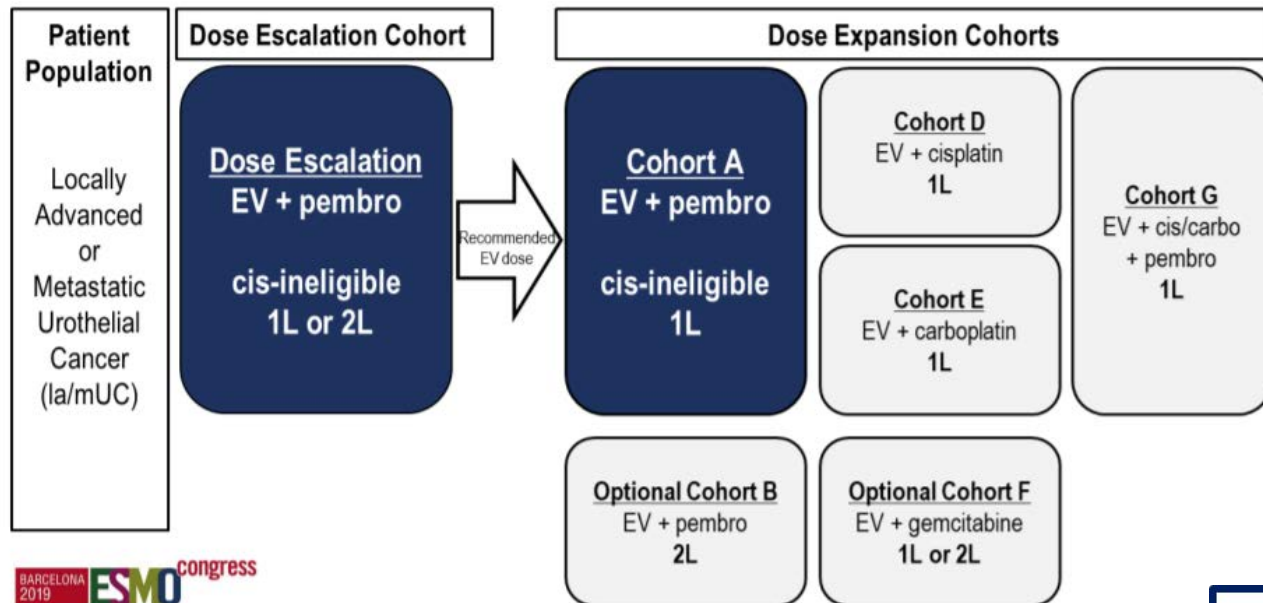 Patient
Population
Locally
Advanced
or
Metastatic
Urothelial
Cancer
(la/mUC)
Dose Escalation Cohort
Dose Escalation
EV + pembro
cis-ineligible
1L or 2L
Recommended
EV dose
Dose Expansion Cohorts
Cohort A
EV + pembro
cis-ineligible
1L
Cohort D
EV + cisplatin
1L
Cohort E
EV + carboplatin
1L
Cohort G
EV + cis/carbo
+ pembro
1L
Optional Cohort B
EV + pembro
2L
Optional Cohort F
EV + gemcitabine
1L or 2L
BARCELONA
2019
ESMO congress